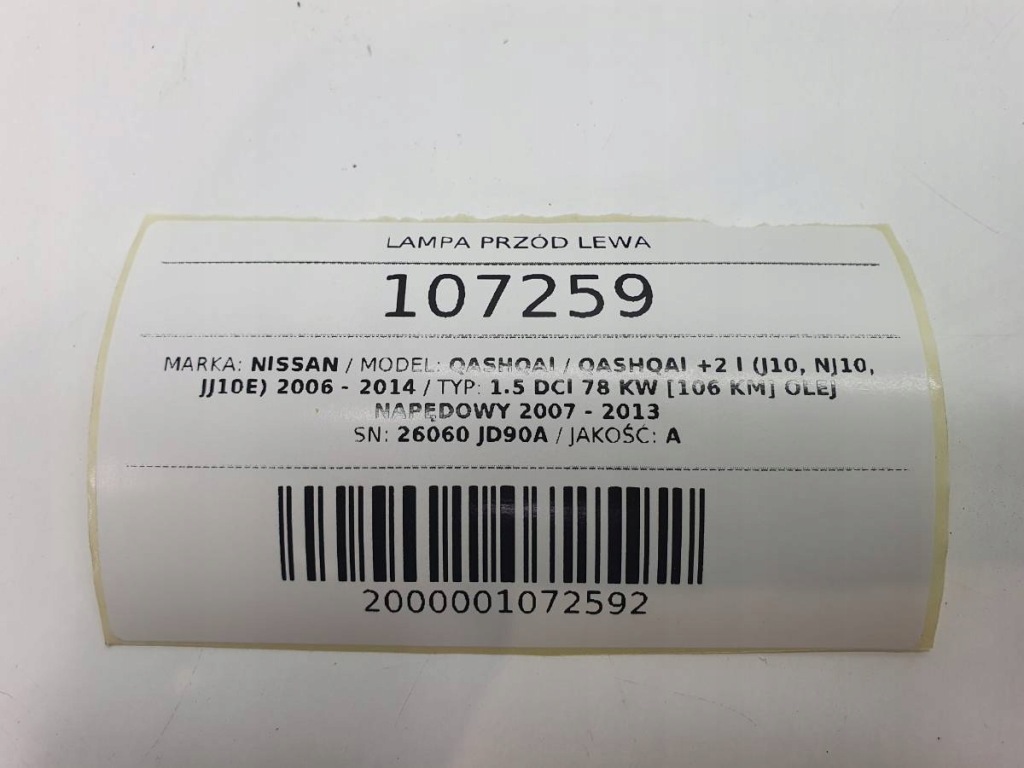 LAMPA PRZÓD LEWA
107259
MARKA: NISSAN / MODEL: QASHQAI / QASHQAI +2 I (J10, NJ10,
JJ10E) 2006 - 2014 / TYP: 1.5 DCI 78 KW [106 KM] OLEJ
NAPĘDOWY 2007 - 2013
SN: 26060 JD90A / JAKOŚĆ: A
2000001072592